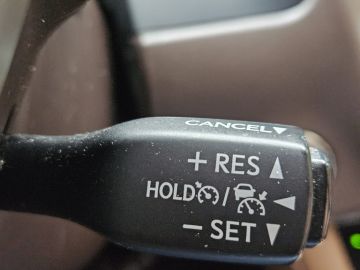 CANCEL
+ RES
HOLD /
− SET